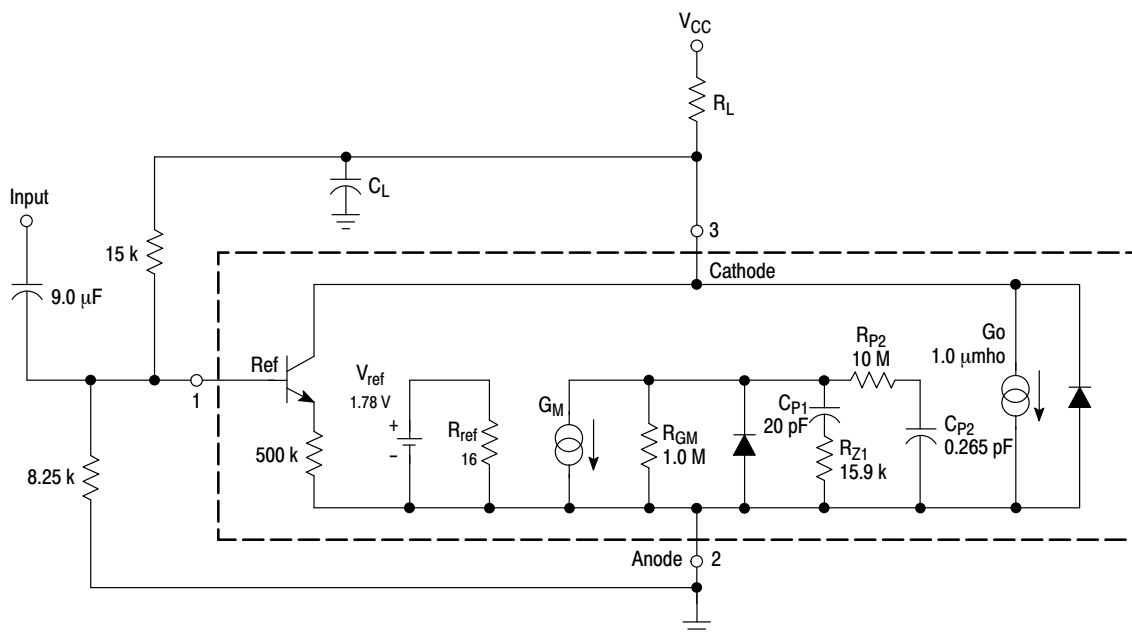 VCC
RL
Input
CL
15 k
3
9.0 µF
Cathode
Ref
1
Vref
1.78 V
+
–
500 k
Rref
16
GM
RGM
1.0 M
RP2
10 M
CP1
20 pF
RZ1
15.9 k
CP2
0.265 pF
Go
1.0 µmho
8.25 k
Anode
2